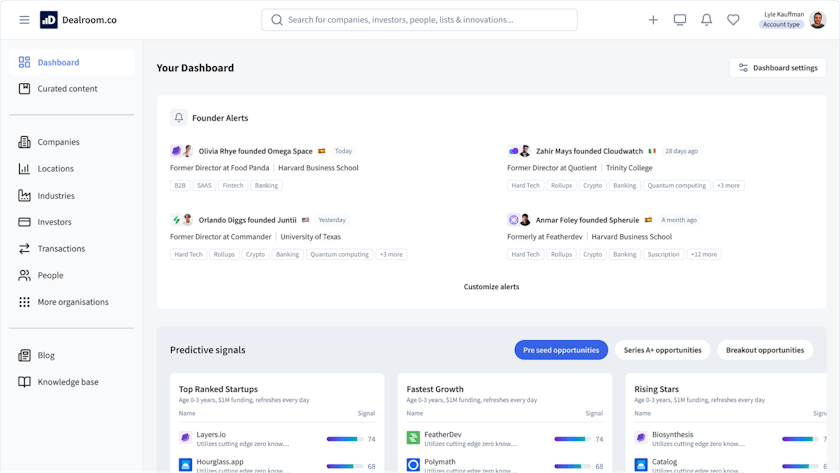 Dealroom.co
Search for companies, investors, people, lists & innovations...
Lyle Kauffman
Account type
Dashboard
Curated content
Companies
Locations
Industries
Investors
Transactions
People
More organisations
Blog
Knowledge base
Your Dashboard
Dashboard settings
Founder Alerts
Olivia Rhye founded Omega Space Today
Former Director at Food Panda Harvard Business School
B2B SAAS Fintech Banking
Zahir Mays founded Cloudwatch 28 days ago
Former Director at Quotient Trinity College
Hard Tech Rollups Crypto Banking Quantum computing +3 more
Orlando Diggs founded Juntii Yesterday
Former Director at Commander University of Texas
Hard Tech Rollups Crypto Banking Quantum computing +3 more
Anmar Foley founded Spherule A month ago
Formerly at Featherdev Harvard Business School
Hard Tech Rollups Crypto Banking Suscription +12 more
Customize alerts
Predictive signals
Pre seed opportunities
Series A+ opportunities
Breakout opportunities
Top Ranked Startups
Age 0-3 years, $1M funding, refreshes every day
Name Signal
Layers.io 74
Utilizes cutting edge zero know....
Hourglass.app 68
Utilizes cutting edge zero know....
Fastest Growth
Age 0-3 years, $1M funding, refreshes every day
Name Signal
FeatherDev 74
Utilizes cutting edge zero know....
Polymath 68
Utilizes cutting edge zero know....
Rising Stars
Age 0-3 years, $1M funding, refreshes every day
Name
Biosynthesis
Utilizes cutting edge zero know....
Catalog
Utilizes cutting edge zero know....